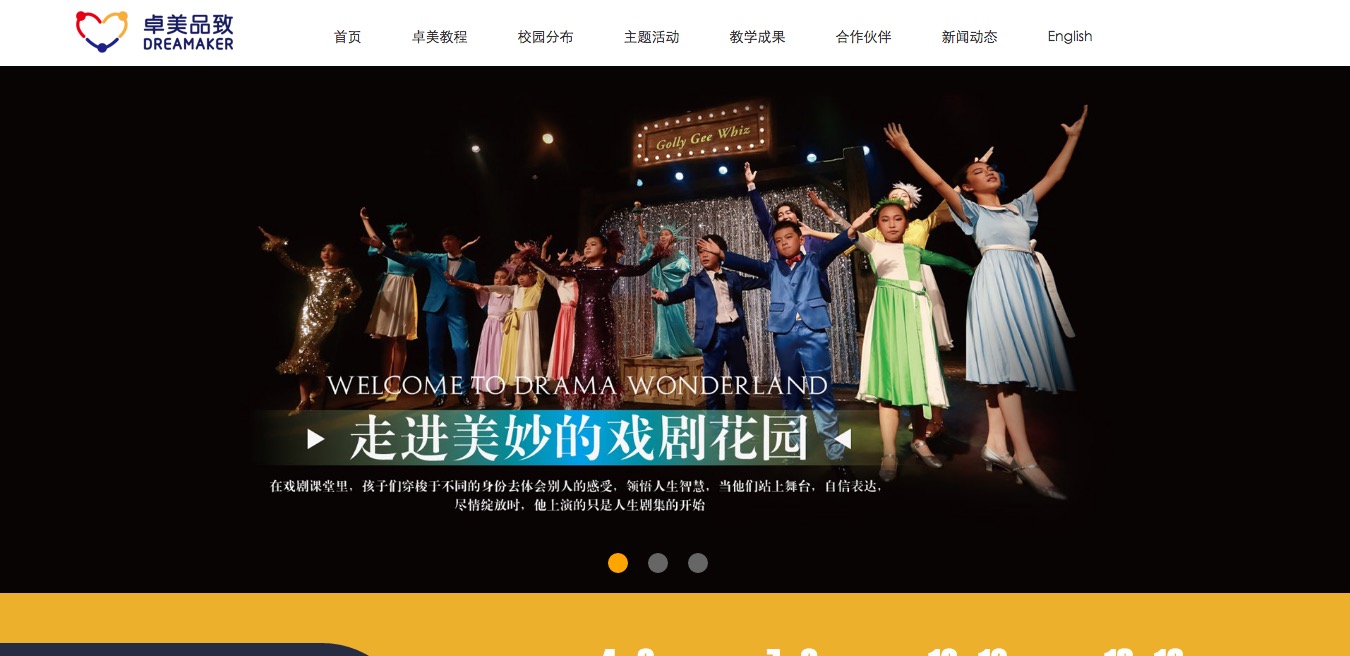 卓美品致
DREAMAKER
首页 卓美教程 校园分布 主题活动 教学成果 合作伙伴 新闻动态 English
Golly Gee Whiz
WELCOME TO DRAMA WONDERLAND
走进美妙的戏剧花园
在戏剧课堂里，孩子们穿梭于不同的身份去体会别人的感受，领悟人生智慧，当他们站上舞台，自信表达，
尽情绽放时，他上演的只是人生剧集的开始